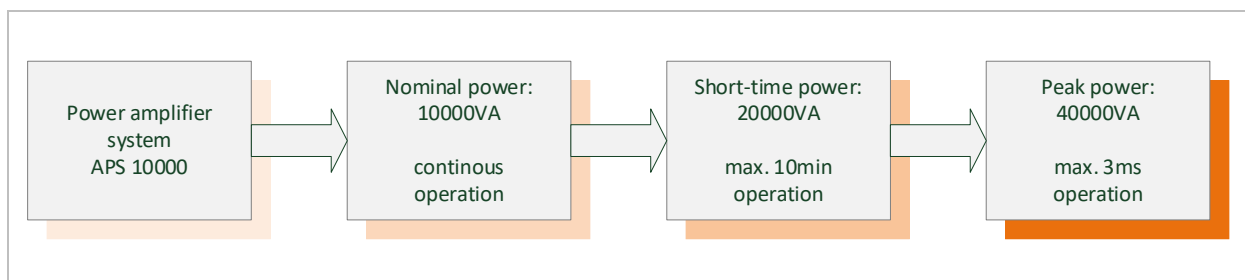 Power amplifier
system
APS 10000
Nominal power:
10000VA
continous
operation
Short-time power:
20000VA
max. 10min
operation
Peak power:
40000VA
max. 3ms
operation